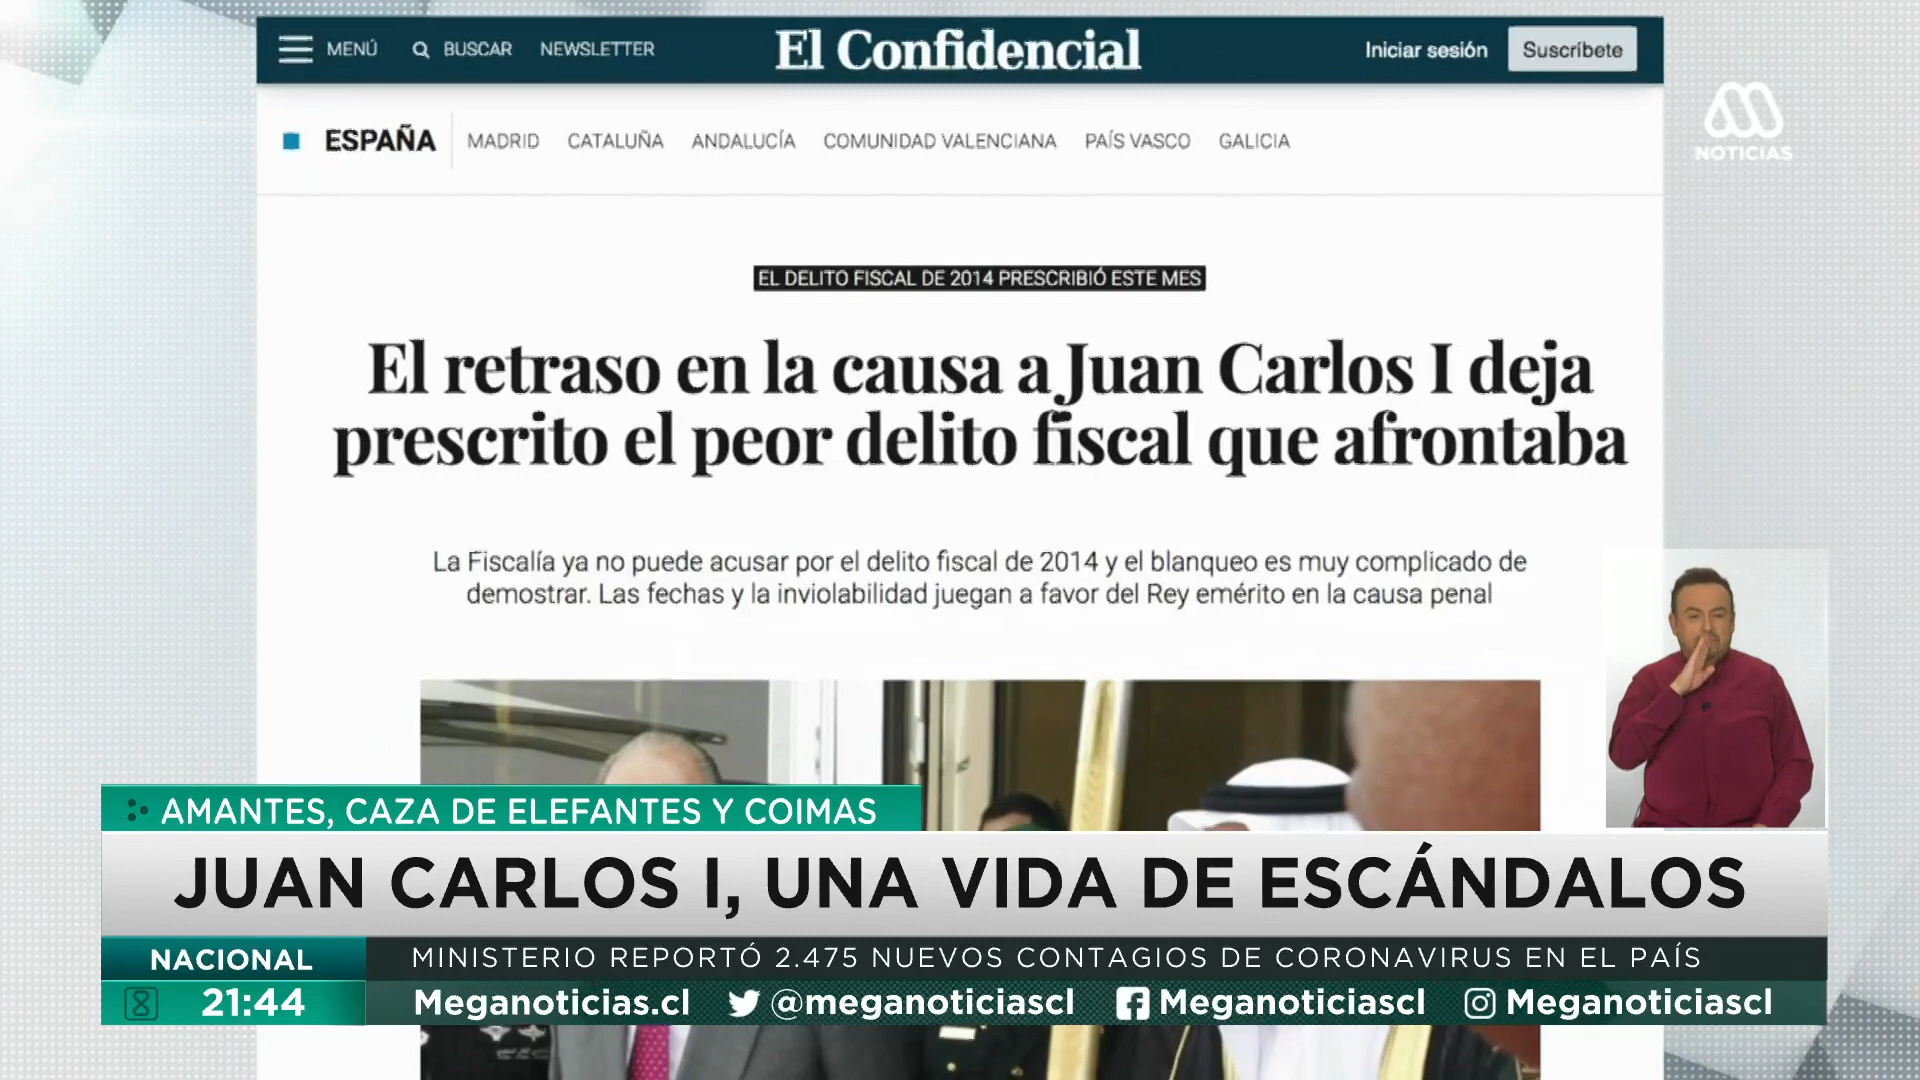 MENÚ
BUSCAR
NEWSLETTER
El Confidencial
Iniciar sesión
Suscríbete
ESPAÑA
MADRID
CATALUÑA
ANDALUCÍA
COMUNIDAD VALENCIANA
PAÍS VASCO
GALICIA
NOTICIAS
EL DELITO FISCAL DE 2014 PRESCRIBIÓ ESTE MES
El retraso en la causa a Juan Carlos I deja
prescrito el peor delito fiscal que afrontaba
La Fiscalía ya no puede acusar por el delito fiscal de 2014 y el blanqueo es muy complicado de
demostrar. Las fechas y la inviolabilidad juegan a favor del Rey emérito en la causa penal
AMANTES, CAZA DE ELEFANTES Y COIMAS
JUAN CARLOS I, UNA VIDA DE ESCÁNDALOS
NACIONAL
MINISTERIO REPORTÓ 2.475 NUEVOS CONTAGIOS DE CORONAVIRUS EN EL PAÍS
21:44
Meganoticias.cl
@meganoticiascl
Meganoticiascl
Meganoticiascl